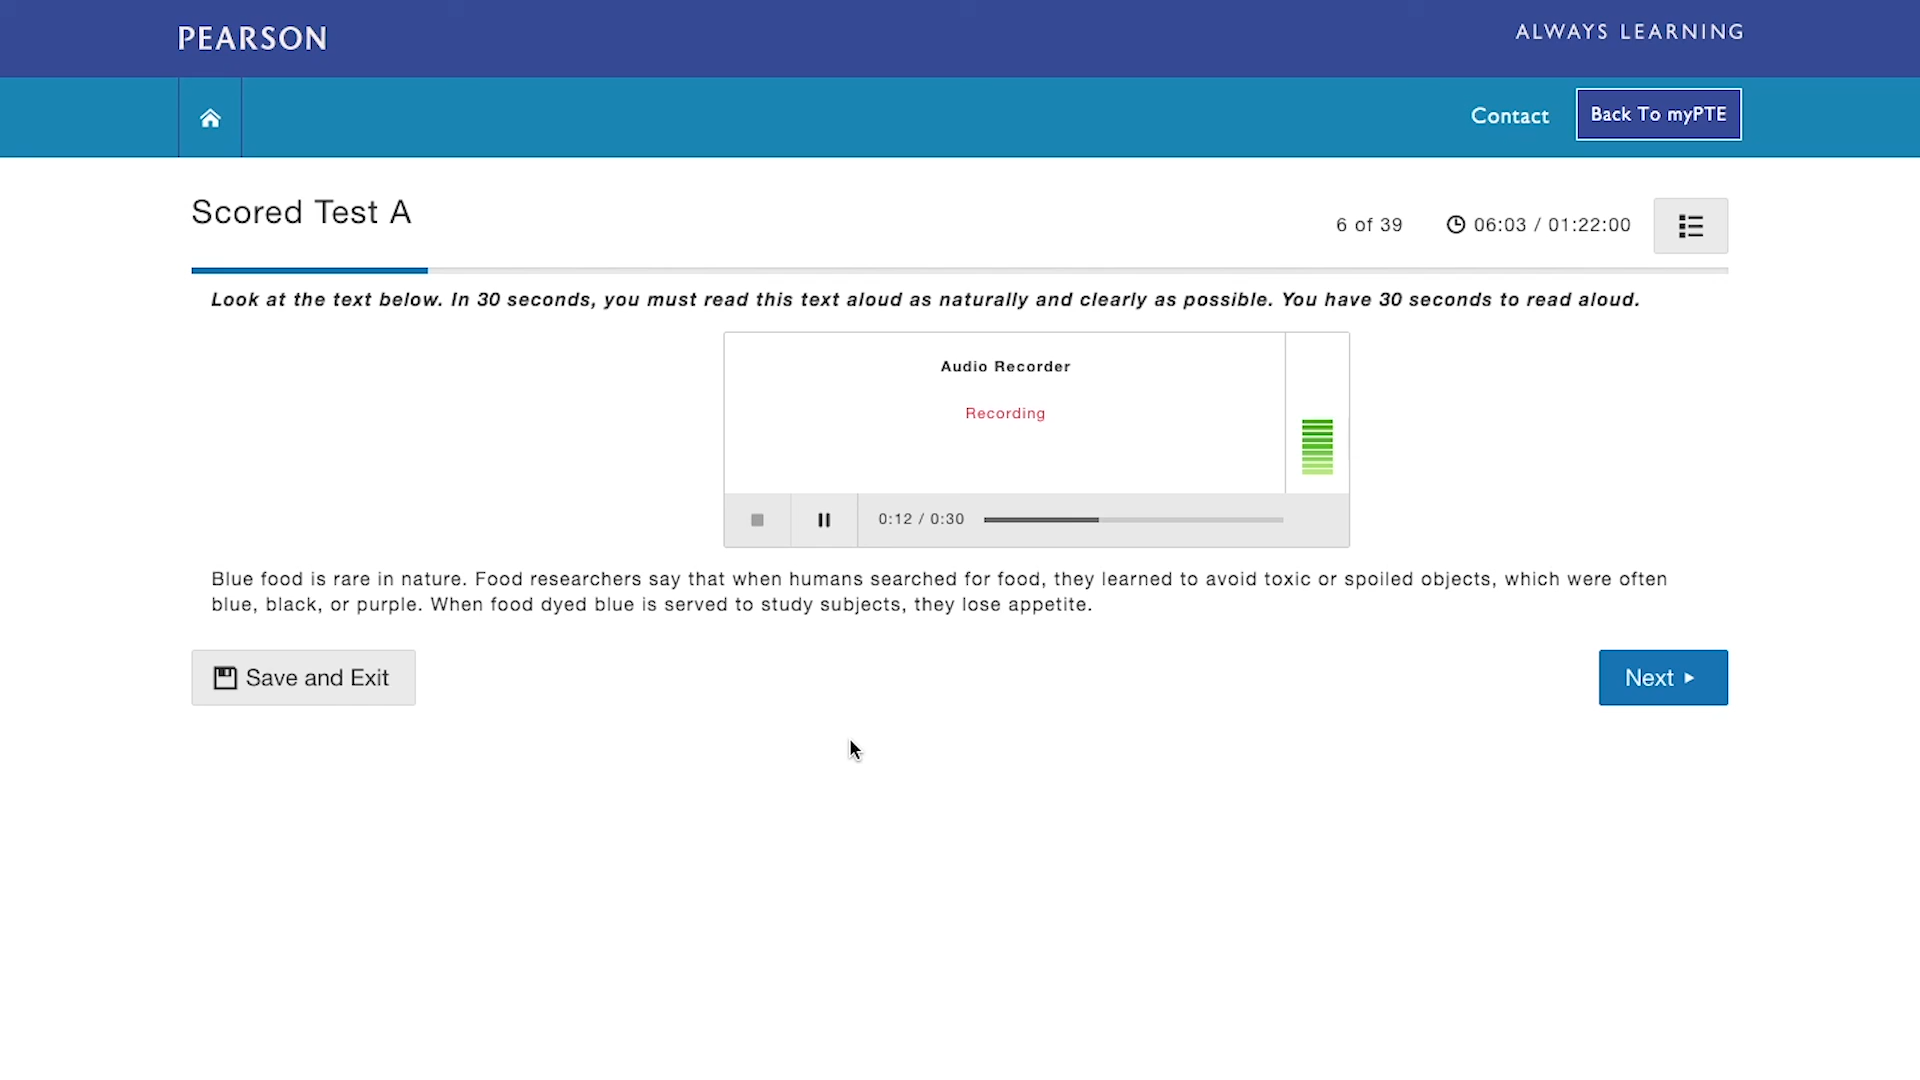 PEARSON
ALWAYS LEARNING
Contact
Back To myPTE
Scored Test A
6 of 39
06:03 / 01:22:00
Look at the text below. In 30 seconds, you must read this text aloud as naturally and clearly as possible. You have 30 seconds to read aloud.
Audio Recorder
Recording
0:12 / 0:30
Blue food is rare in nature. Food researchers say that when humans searched for food, they learned to avoid toxic or spoiled objects, which were often
blue, black, or purple. When food dyed blue is served to study subjects, they lose appetite.
Save and Exit
Next